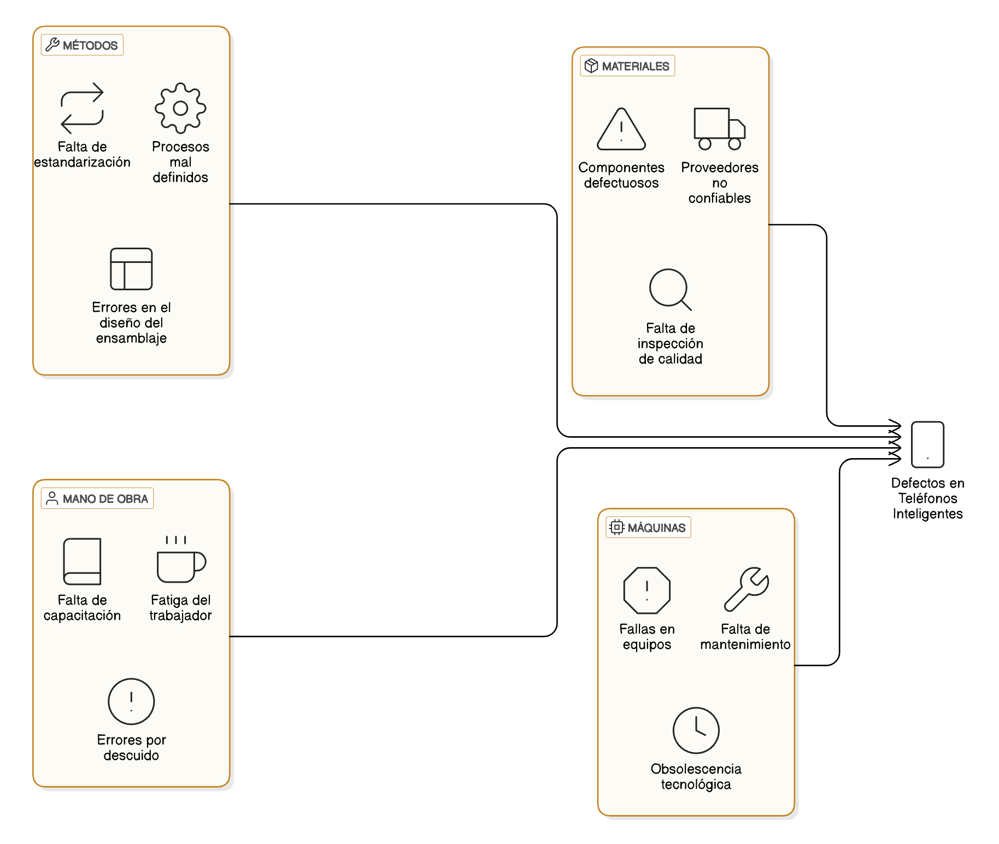 MÉTODOS
Falta de
estandarización
Procesos
mal
definidos
Errores en el
diseño del
ensamblaje
MATERIALES
Componentes
defectuosos
Proveedores
no
confiables
Falta de
inspección
de calidad
MANO DE OBRA
Falta de
capacitación
Fatiga del
trabajador
Errores por
descuido
MÁQUINAS
Fallas en
equipos
Falta de
mantenimiento
Obsolescencia
tecnológica
Defectos en
Teléfonos
Inteligentes